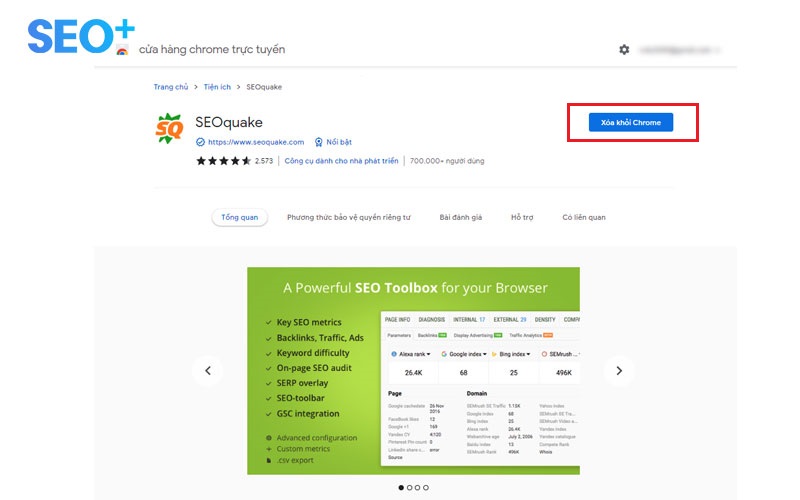 SEO+
cửa hàng chrome trực tuyến
Trang chủ > Tiện ích > SEOquake
SQ
SEOquake
Xóa khỏi Chrome
https://www.seoquake.com Nổi bật
2.573 | Công cụ dành cho nhà phát triển | 700.000+ người dùng
Tổng quan Phương thức bảo vệ quyền riêng tư Bài đánh giá Hỗ trợ Có liên quan
A Powerful SEO Toolbox for your Browser
Key SEO metrics
Backlinks, Traffic, Ads
Keyword difficulty
On-page SEO audit
SERP overlay
SEO-toolbar
GSC integration
Advanced configuration
Custom metrics
.csv-export
PAGE INFO DIAGNOSIS INTERNAL 17 EXTERNAL 29 DENSITY COMPA
Parameters Backlinks Display Advertising Traffic Analytics
Alexa rank Google index Bing index SEMrush ...
26.4K 68 25 496K
Page Domain
Google cachedate 26 Nov 2016
Facebook likes 12
Google +1 169
Yandex CY 4120
Pinterest Pin count 0
LinkedIn share c... error
Source
SEMrush SE Traffic 1.13K
Google index 68
Bing index 25
Alexa rank 26.4K
Webarchive age July 2, 2006
Baidu index 13
SEMrush Rank 496K
Yahoo index
SEMrush SE Tra...
SEMrush Video a...
Yandex index
Yandex catalogue
Compete Rank
Whois